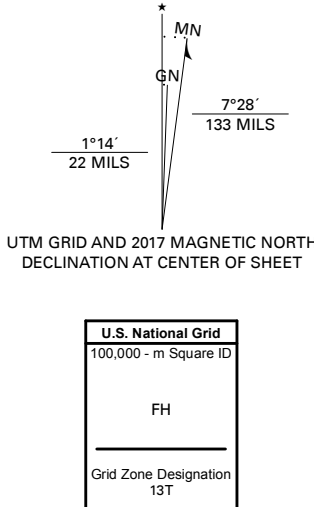 ★
MN
GN
7°28´
133 MILS
1°14´
22 MILS
UTM GRID AND 2017 MAGNETIC NORTH
DECLINATION AT CENTER OF SHEET
U.S. National Grid
100,000 - m Square ID
FH
Grid Zone Designation
13T